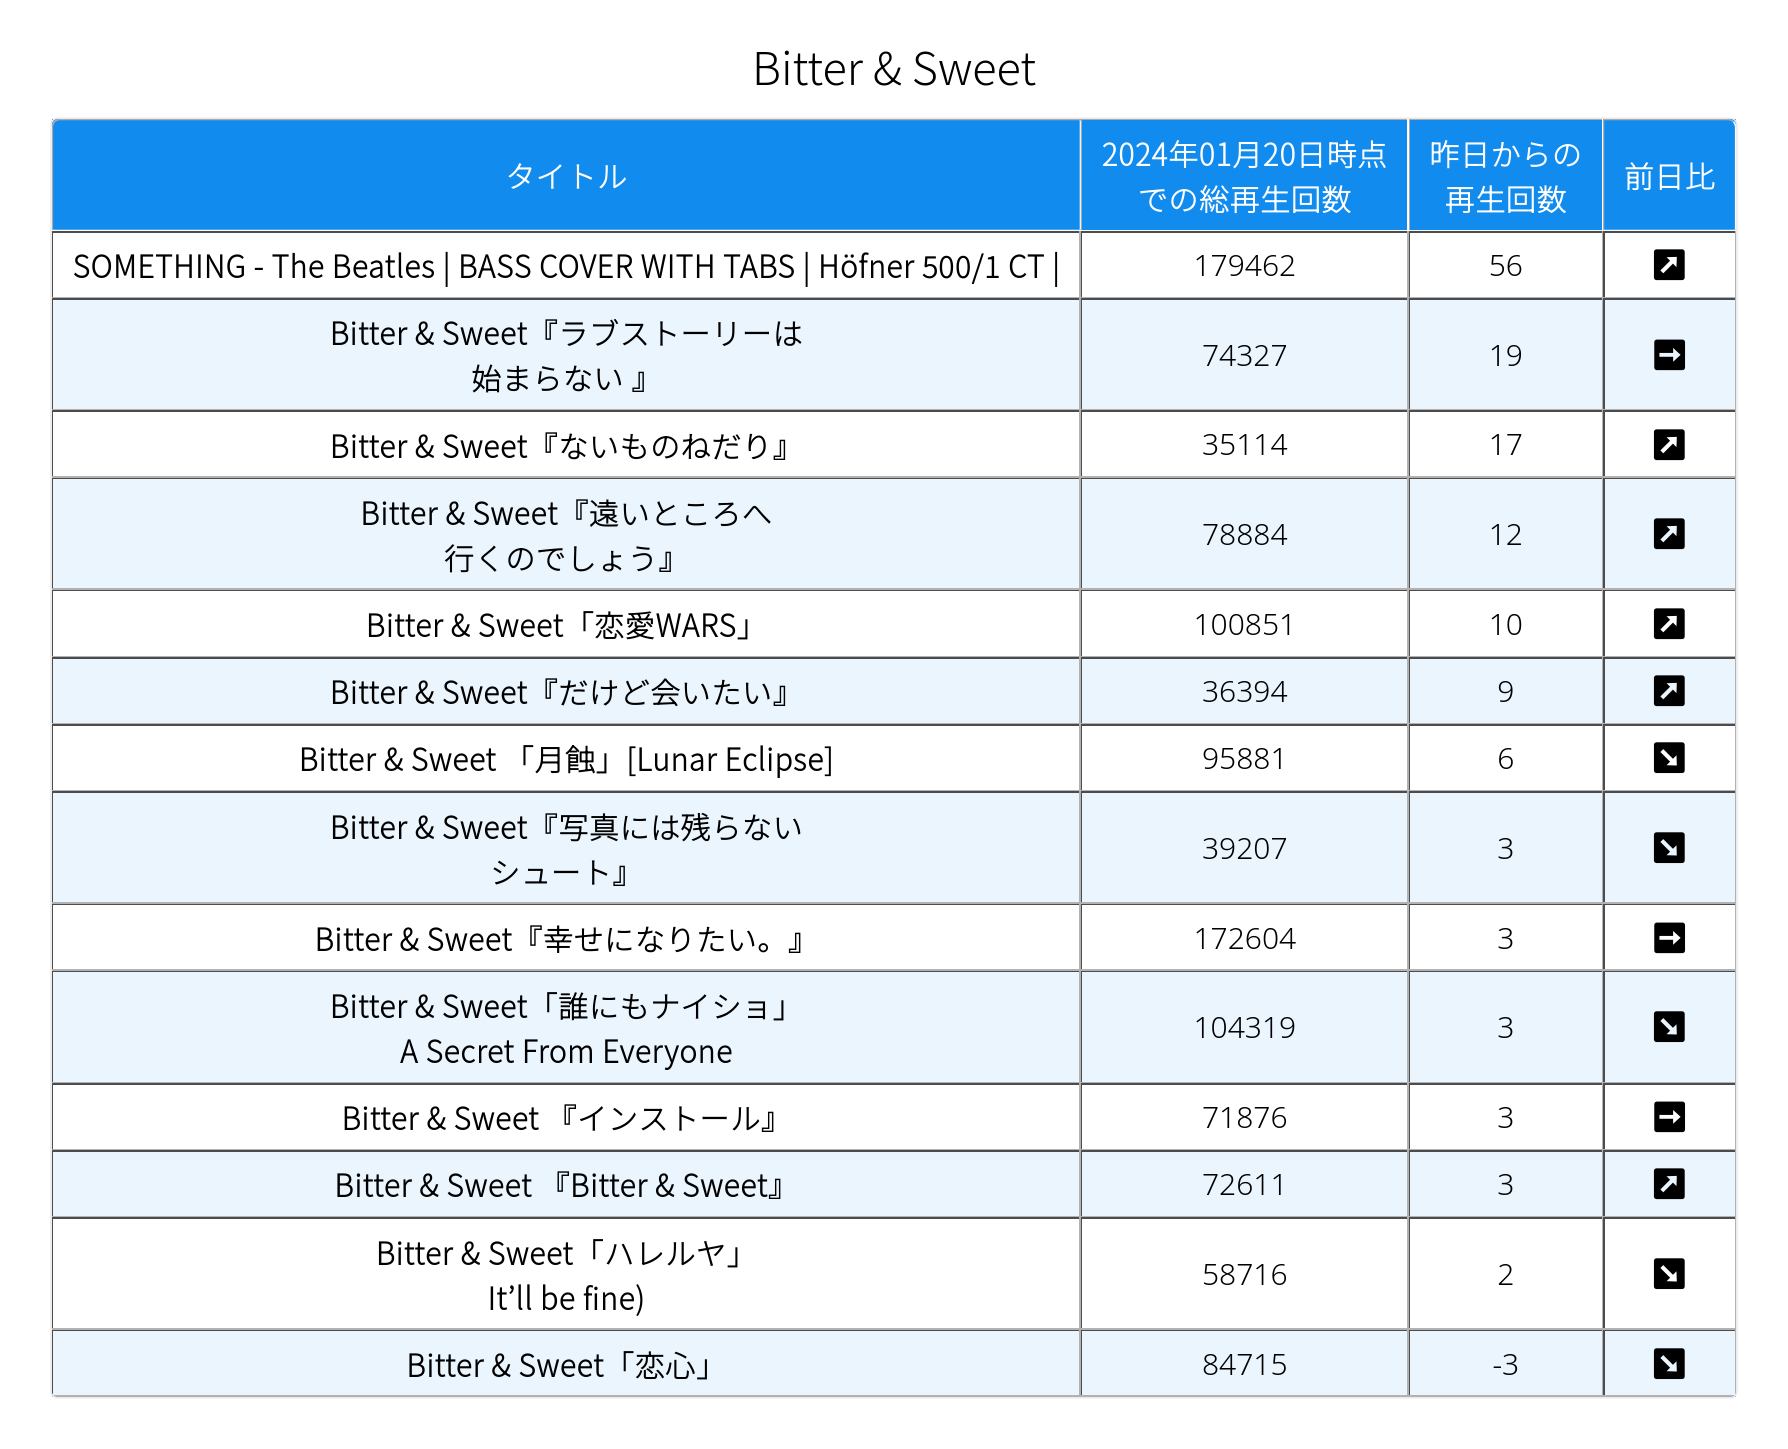 Bitter & Sweet
タイトル
2024年01月20日時点
での総再生回数
昨日からの
再生回数
前日比
SOMETHING - The Beatles | BASS COVER WITH TABS | Höfner 500/1 CT |
179462
56
Bitter & Sweet『ラブストーリーは
始まらない 』
74327
19
Bitter & Sweet『ないものねだり』
35114
17
Bitter & Sweet『遠いところへ
行くのでしょう』
78884
12
Bitter & Sweet「恋愛WARS」
100851
10
Bitter & Sweet『だけど会いたい』
36394
9
Bitter & Sweet 「月蝕」[Lunar Eclipse]
95881
6
Bitter & Sweet『写真には残らない
シュート』
39207
3
Bitter & Sweet『幸せになりたい。』
172604
3
Bitter & Sweet「誰にもナイショ」
A Secret From Everyone
104319
3
Bitter & Sweet 『インストール』
71876
3
Bitter & Sweet 『Bitter & Sweet』
72611
3
Bitter & Sweet「ハレルヤ」
It’ll be fine)
58716
2
Bitter & Sweet「恋心」
84715
-3